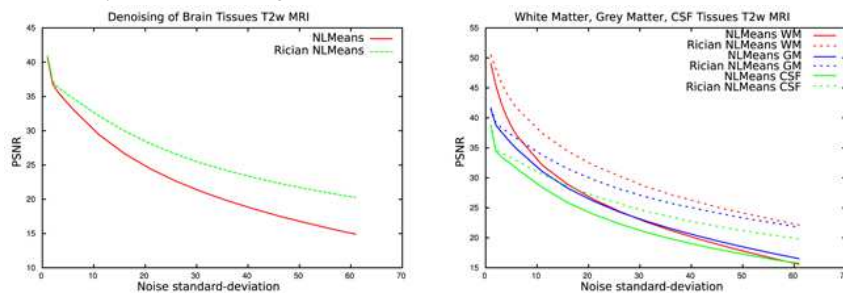 Denoising of Brain Tissues T2w MRI
NLMeans
Rician NLMeans
45
40
35
30
25
20
15
10
PSNR
0
10
20
30
40
50
60
70
Noise standard-deviation
White Matter, Grey Matter, CSF Tissues T2w MRI
NLMeans WM
Rician NLMeans WM
NLMeans GM
Rician NLMeans GM
NLMeans CSF
Rician NLMeans CSF
55
50
45
40
35
30
25
20
15
PSNR
0
10
20
30
40
50
60
70
Noise standard-deviation